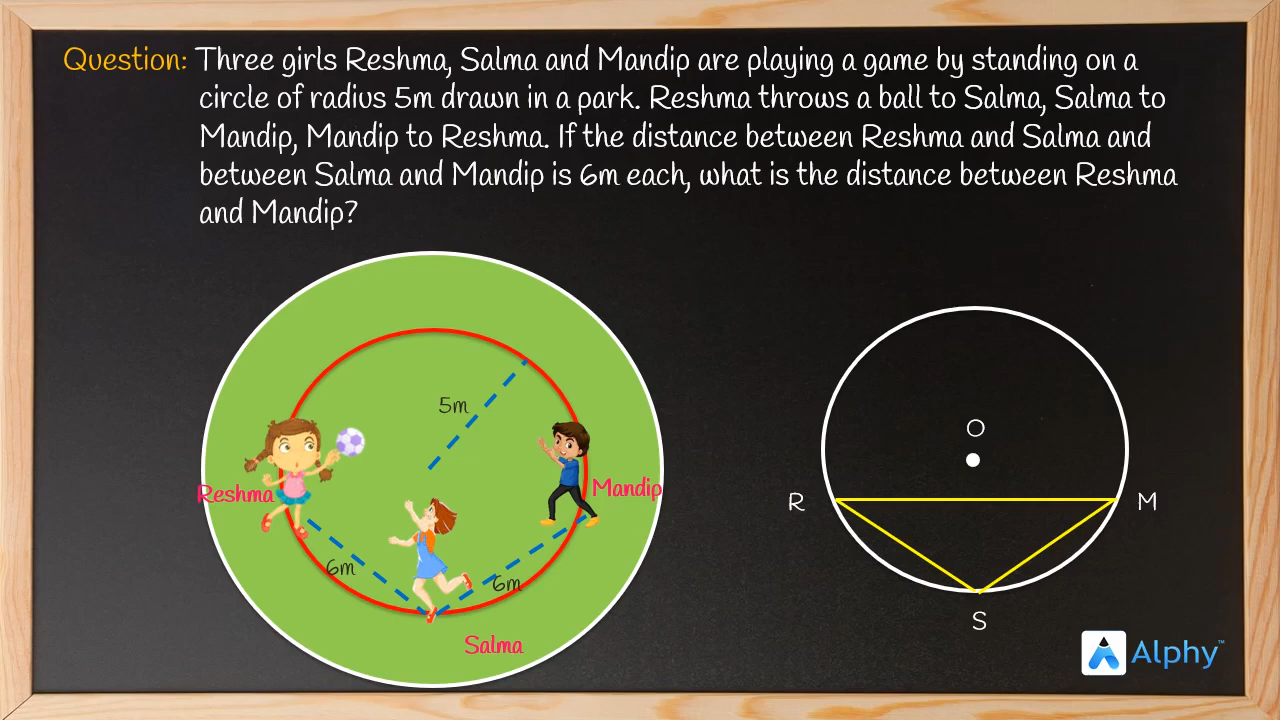 Question: Three girls Reshma, Salma and Mandip are playing a game by standing on a
circle of radius 5m drawn in a park. Reshma throws a ball to Salma, Salma to
Mandip, Mandip to Reshma. If the distance between Reshma and Salma and
between Salma and Mandip is 6m each, what is the distance between Reshma
and Mandip?
5m
Reshma
Mandip
6m
6m
Salma
O
R
M
S
Alphy™